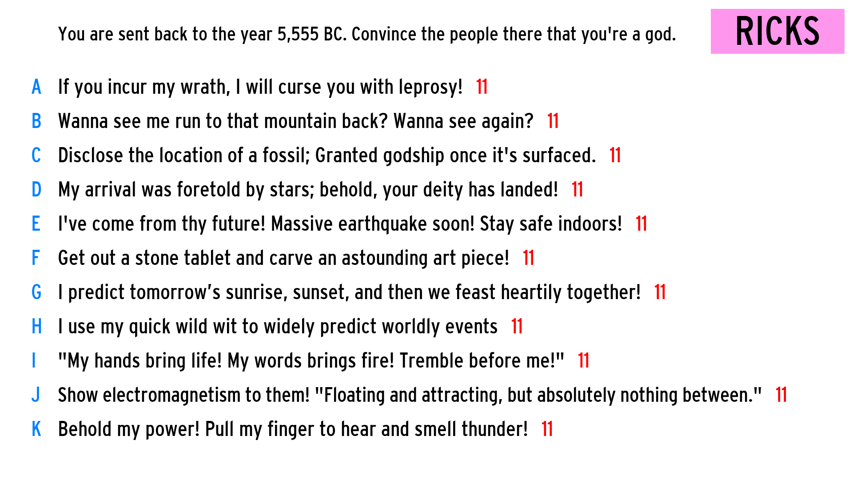 You are sent back to the year 5,555 BC. Convince the people there that you're a god.
RICKS
A If you incur my wrath, I will curse you with leprosy! 11
B Wanna see me run to that mountain back? Wanna see again? 11
C Disclose the location of a fossil; Granted godship once it's surfaced. 11
D My arrival was foretold by stars; behold, your deity has landed! 11
E I've come from thy future! Massive earthquake soon! Stay safe indoors! 11
F Get out a stone tablet and carve an astounding art piece! 11
G I predict tomorrow’s sunrise, sunset, and then we feast heartily together! 11
H I use my quick wild wit to widely predict worldly events 11
I "My hands bring life! My words brings fire! Tremble before me!" 11
J Show electromagnetism to them! "Floating and attracting, but absolutely nothing between." 11
K Behold my power! Pull my finger to hear and smell thunder! 11